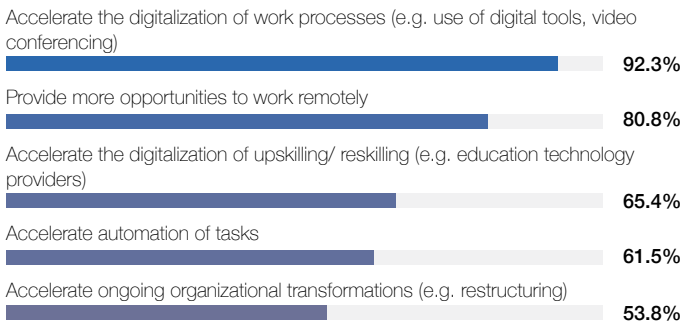 Accelerate the digitalization of work processes (e.g. use of digital tools, video
conferencing)
92.3%
Provide more opportunities to work remotely
80.8%
Accelerate the digitalization of upskilling/ reskilling (e.g. education technology
providers)
65.4%
Accelerate automation of tasks
61.5%
Accelerate ongoing organizational transformations (e.g. restructuring)
53.8%